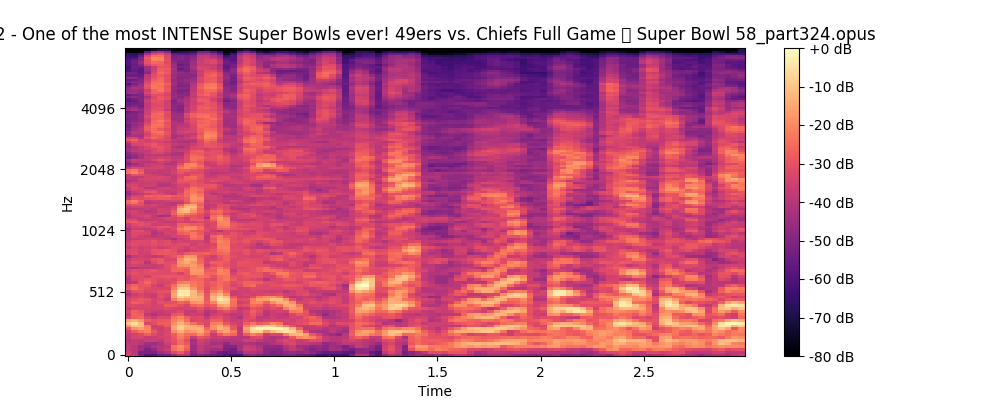 2 - One of the most INTENSE Super Bowls ever! 49ers vs. Chiefs Full Game  Super Bowl 58_part324.opus
+0 dB
4096
-10 dB
-20 dB
2048
-30 dB
Hz
-40 dB
1024
-50 dB
512
-60 dB
-70 dB
0
-80 dB
0 0.5 1 1.5 2 2.5
Time